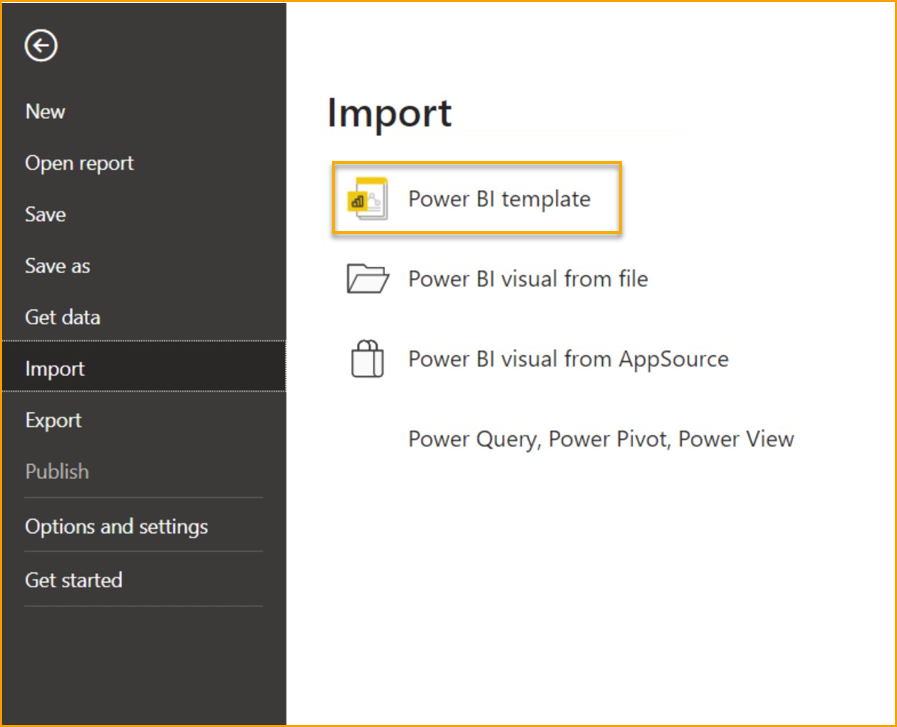 New
Open report
Save
Save as
Get data
Import
Export
Publish
Options and settings
Get started
Import
Power BI template
Power BI visual from file
Power BI visual from AppSource
Power Query, Power Pivot, Power View